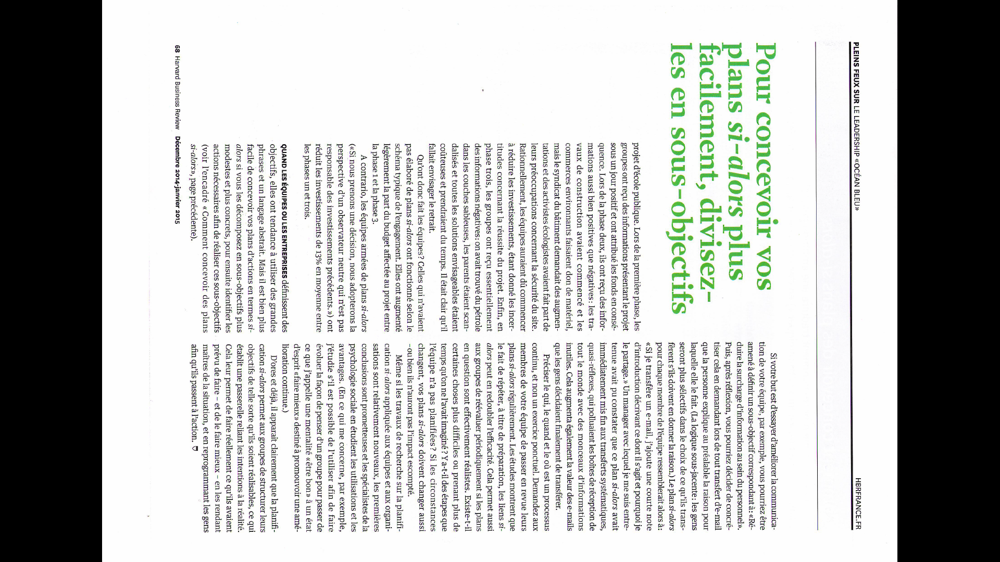 PLEINS FEUX SUR LE LEADERSHIP «OCÉAN BLEU»
HBRFRANCE.FR
Pour concevoir vos
plans si-alors plus
facilement, divisez-
les en sous-objectifs
projet d'école publique. Lors de la première phase, les
groupes ont reçu des informations présentant le projet
sous un jour positif et ont attribué les fonds en consé-
quence. Lors de la phase deux, ils ont reçu des infor-
mations aussi bien positives que négatives : les tra-
vaux de construction avaient commencé et les
commerces environnants faisaient don de matériel,
mais le syndicat du bâtiment demandait des augmen-
tations et des activistes écologistes avaient fait part de
leurs préoccupations concernant la sécurité du site.
Rationnellement, les équipes auraient dû commencer
à réduire les investissements, étant donné les incer-
titudes concernant la réussite du projet. Enfin, en
phase trois, les groupes ont reçu essentiellement
des informations négatives: on avait trouvé du pétrole
dans les couches sableuses, les parents étaient scan-
dalisés et toutes les solutions envisageables étaient
coûteuses et prendraient du temps. Il était clair qu'il
fallait envisager le retrait.
Qu'ont donc fait les équipes? Celles qui n'avaient
pas élaboré de plans si-alors ont fonctionné selon le
schéma typique de l'engagement. Elles ont augmenté
légèrement la part du budget affectée au projet entre
la phase 1 et la phase 3.
A contrario, les équipes armées de plans si-alors
(«Si nous prenons une décision, nous adopterons la
perspective d'un observateur neutre qui n'est pas
responsable des investissements précédents.») ont
réduit les investissements de 13% en moyenne entre
les phases un et trois.
QUAND LES ÉQUIPES OU LES ENTREPRISES définissent des
objectifs, elles ont tendance à utiliser des grandes
phrases et un langage abstrait. Mais il est bien plus
facile de concevoir vos plans d'actions en termes si-
alors si vous les décomposez en sous-objectifs plus
modestes et plus concrets, pour ensuite identifier les
actions nécessaires afin de réaliser ces sous-objectifs
(voir l'encadré « Comment concevoir des plans
si-alors», page précédente).
Si votre but est d'essayer d'améliorer la communica-
tion de votre équipe, par exemple, vous pourriez être
amené à définir un sous-objectif correspondant à: «Ré-
duire la surcharge d'information au sein du personnel».
Puis, après réflexion, vous pourriez décider de concré-
tiser cela en demandant lors de tout transfert d'e-mail
que la personne explique au préalable la raison pour
laquelle elle le fait. (La logique sous-jacente: les gens
seront plus sélectifs dans le choix de ce qu'ils trans-
fèrent s'ils doivent en donner la raison.) Le plan si-alors
pour chaque membre de l'équipe ressemblerait alors à:
«Si je transfère un e-mail, j'ajoute une courte note
d'introduction décrivant ce dont il s'agit et pourquoi je
le partage.» Un manager avec lequel je me suis entre-
tenue avait pu constater que ce plan si-alors avait
immédiatement mis fin aux transferts systématiques,
quasi-réflexes, qui polluaient les boîtes de réception de
tout le monde avec des monceaux d'informations
inutiles. Cela augmenta également la valeur des e-mails
que les gens décidaient finalement de transférer.
Préciser le qui, le quand et le où est un processus
continu, et non un exercice ponctuel. Demandez aux
membres de votre équipe de passer en revue leurs
plans si-alors régulièrement. Les études montrent que
le fait de répéter, à titre de préparation, les liens si-
alors peut en redoubler l'efficacité. Cela permet aussi
aux groupes de réévaluer périodiquement si les plans
en question sont effectivement réalistes. Existe-t-il
certaines choses plus difficiles ou prenant plus de
temps qu'on ne l'avait imaginé ? Y a-t-il des étapes que
l'équipe n'a pas planifiées? Si les circonstances
changent, vos plans si-alors doivent changer aussi
– ou bien ils n'auront pas l'impact escompté.
Même si les travaux de recherche sur la planifi-
cation si-alors appliquée aux équipes et aux organi-
sations sont relativement nouveaux, les premières
conclusions sont prometteuses et les spécialistes de la
psychologie sociale en étudient les utilisations et les
avantages. (En ce qui me concerne, par exemple,
j'étudie s'il est possible de l'utiliser afin de faire
évoluer la façon de penser d'un groupe pour passer de
ce que j'appelle une mentalité «être bon» à un état
d'esprit «faire mieux» destiné à promouvoir une amé-
lioration continue.)
D'ores et déjà, il apparaît clairement que la planifi-
cation si-alors permet aux groupes de structurer leurs
objectifs de telle sorte qu'ils soient réalisables, ce qui
établit une passerelle reliant les intentions à la réalité.
Cela leur permet de faire réellement ce qu'ils avaient
prévu de faire – et de le faire mieux – en les rendant
maîtres de la situation, et en reprogrammant les gens
afin qu'ils passent à l'action.
68 Harvard Business Review Décembre 2014-janvier 2015